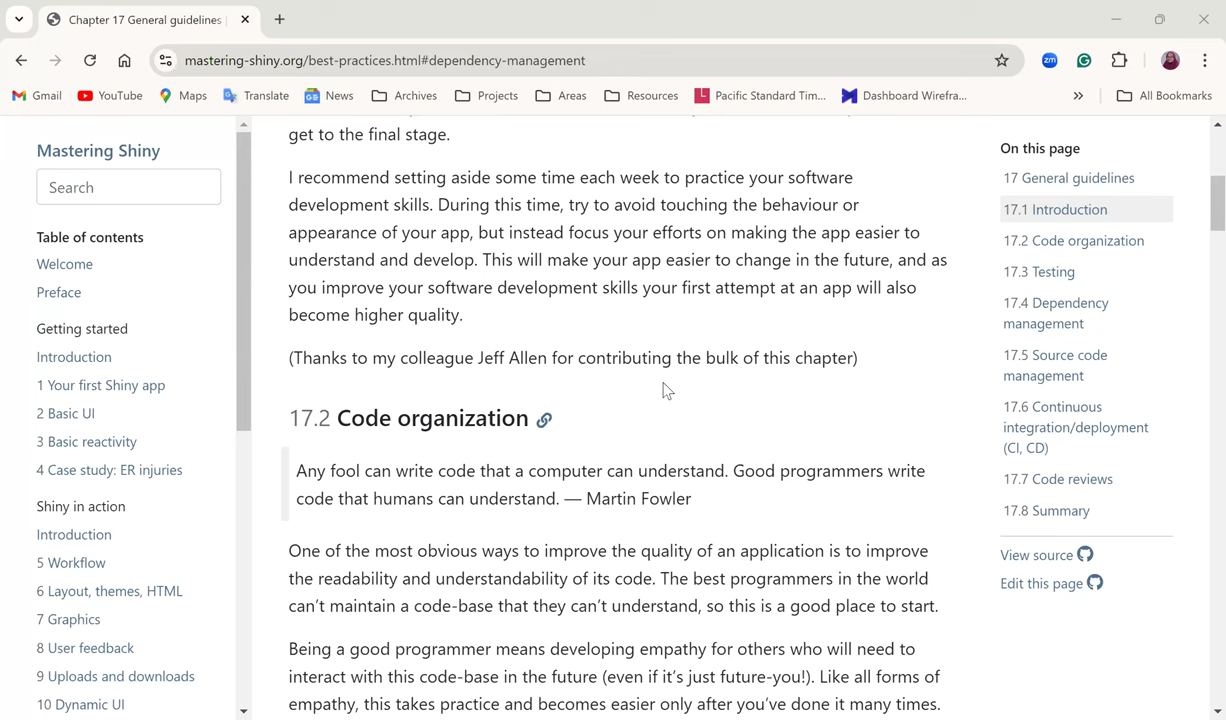 Chapter 17 General guidelines
mastering-shiny.org/best-practices.html#dependency-management
Gmail
YouTube
Maps
Translate
News
Archives
Projects
Areas
Resources
Pacific Standard Tim...
Dashboard Wirefra...
»
All Bookmarks
Mastering Shiny
Search
Table of contents
Welcome
Preface
Getting started
Introduction
1 Your first Shiny app
2 Basic UI
3 Basic reactivity
4 Case study: ER injuries
Shiny in action
Introduction
5 Workflow
6 Layout, themes, HTML
7 Graphics
8 User feedback
9 Uploads and downloads
10 Dynamic UI
get to the final stage.
I recommend setting aside some time each week to practice your software
development skills. During this time, try to avoid touching the behaviour or
appearance of your app, but instead focus your efforts on making the app easier to
understand and develop. This will make your app easier to change in the future, and as
you improve your software development skills your first attempt at an app will also
become higher quality.
(Thanks to my colleague Jeff Allen for contributing the bulk of this chapter)
17.2 Code organization
Any fool can write code that a computer can understand. Good programmers write
code that humans can understand. — Martin Fowler
One of the most obvious ways to improve the quality of an application is to improve
the readability and understandability of its code. The best programmers in the world
can't maintain a code-base that they can't understand, so this is a good place to start.
Being a good programmer means developing empathy for others who will need to
interact with this code-base in the future (even if it's just future-you!). Like all forms of
empathy, this takes practice and becomes easier only after you've done it many times.
On this page
17 General guidelines
17.1 Introduction
17.2 Code organization
17.3 Testing
17.4 Dependency
management
17.5 Source code
management
17.6 Continuous
integration/deployment
(CI, CD)
17.7 Code reviews
17.8 Summary
View source
Edit this page